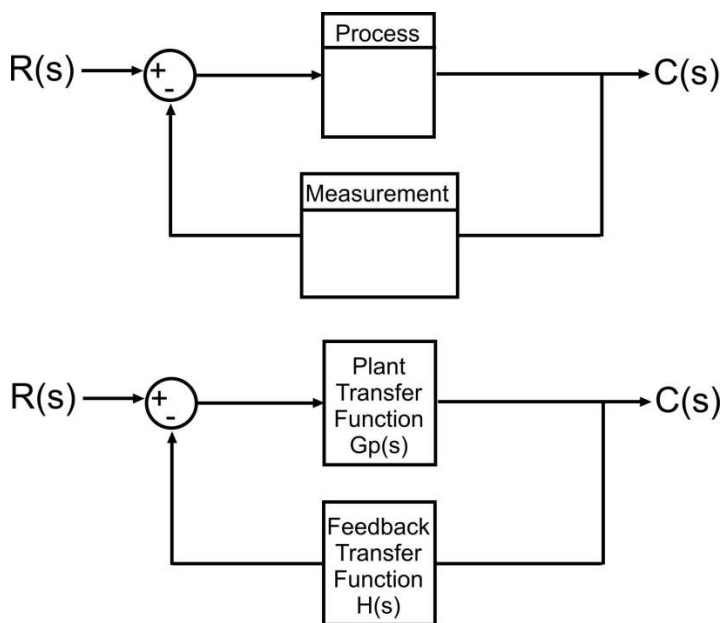 Process
R(s)
+
-
C(s)
Measurement
Plant
Transfer
Function
Gp(s)
R(s)
+
-
C(s)
Feedback
Transfer
Function
H(s)